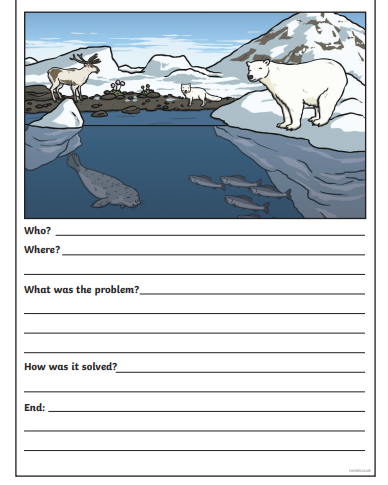 Who?
Where?
What was the problem?
How was it solved?
End: